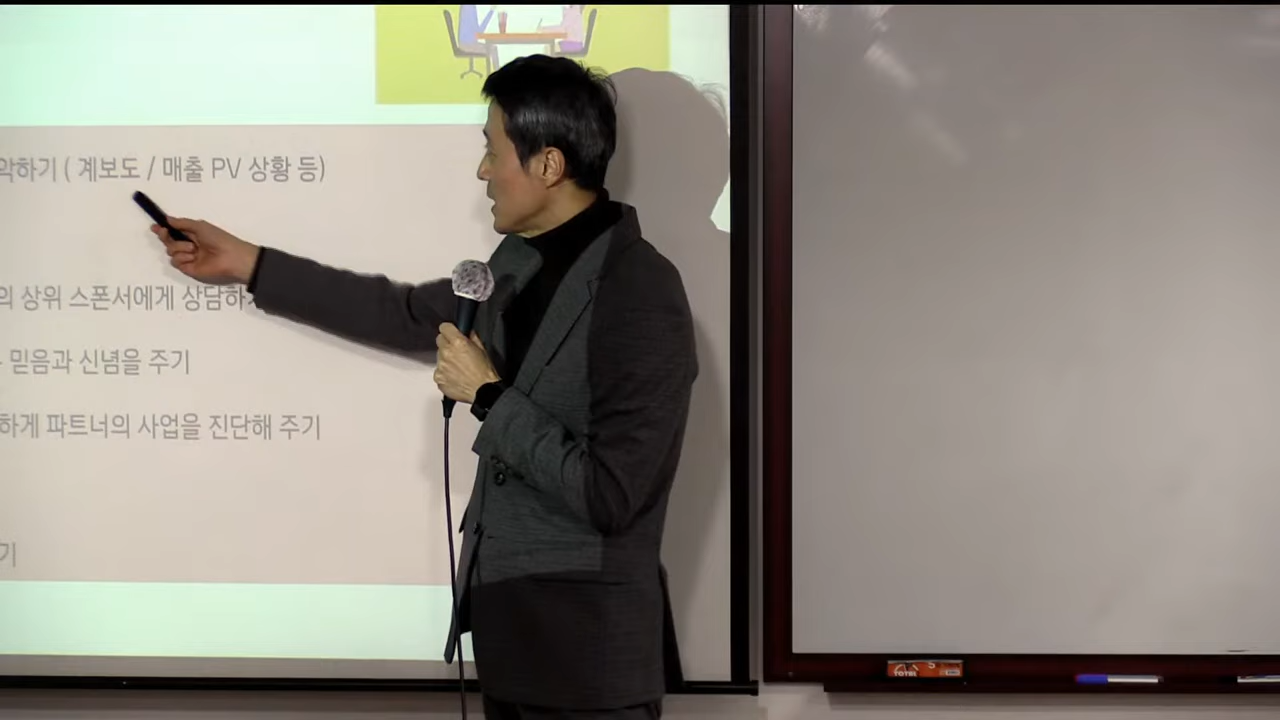 악하기 ( 계보도 / 매출 PV 상황 등)
의 상위 스폰서에게 상담하기
믿음과 신념을 주기
하게 파트너의 사업을 진단해 주기
기